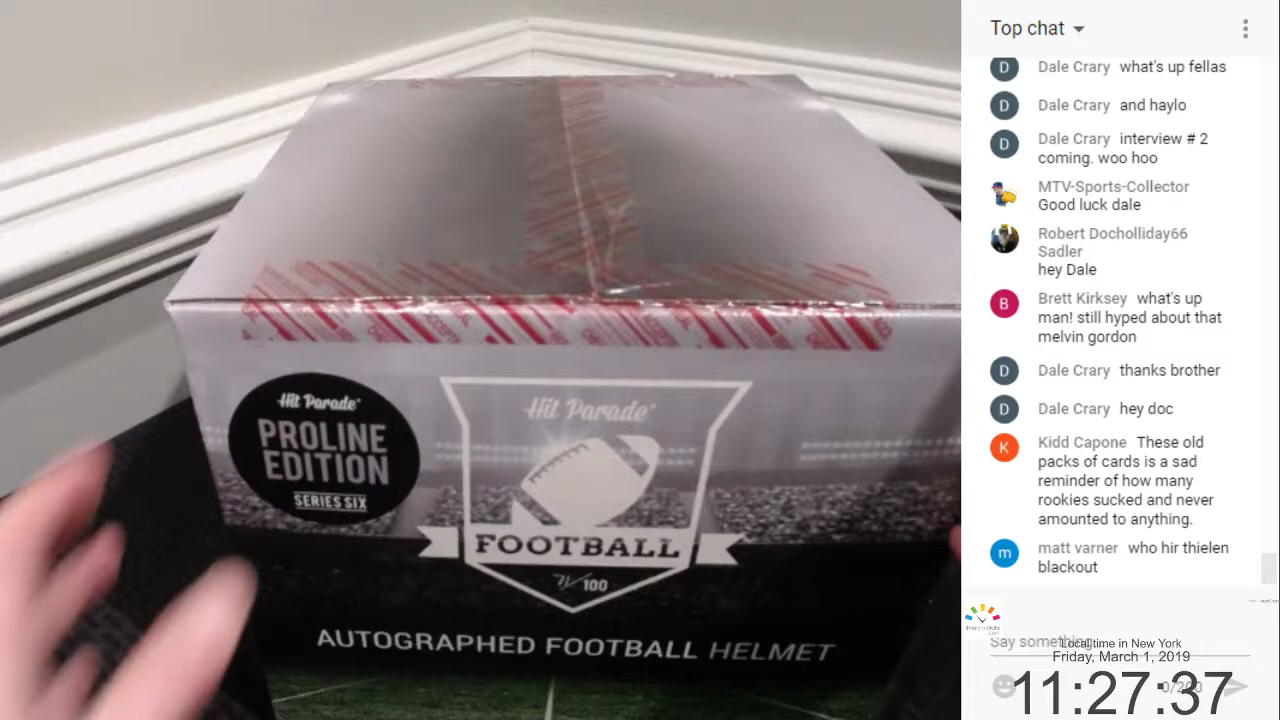 Hit Parade®
PROLINE
EDITION
SERIES SIX
Hit Parade®
FOOTBALL
71/100
AUTOGRAPHED FOOTBALL HELMET
Top chat
D Dale Crary what's up fellas
D Dale Crary and haylo
D Dale Crary interview # 2
coming. woo hoo
MTV-Sports-Collector
Good luck dale
Robert Docholliday66
Sadler
hey Dale
B Brett Kirksey what's up
man! still hyped about that
melvin gordon
D Dale Crary thanks brother
D Dale Crary hey doc
K Kidd Capone These old
packs of cards is a sad
reminder of how many
rookies sucked and never
amounted to anything.
m matt varner who hir thielen
blackout
Say something...
Local time in New York
Friday, March 1, 2019
0/200
11:27:37